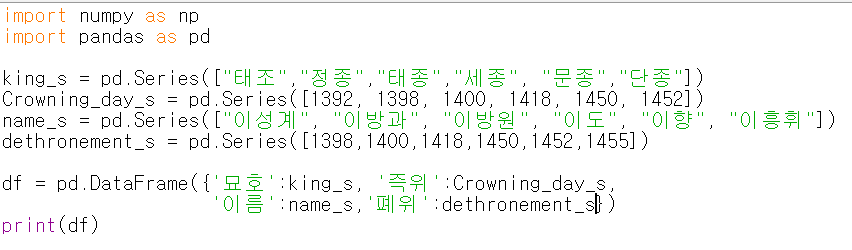 import numpy as np
import pandas as pd
king_s = pd.Series(["태조","정종","태종","세종", "문종","단종"])
Crowning_day_s = pd.Series([1392, 1398, 1400, 1418, 1450, 1452])
name_s = pd.Series(["이성계", "이방과", "이방원", "이도", "이향", "이흥휘"])
dethronement_s = pd.Series([1398,1400,1418,1450,1452,1455])
df = pd.DataFrame({'묘호':king_s, '즉위':Crowning_day_s,
'이름':name_s,'폐위':dethronement_s})
print(df)